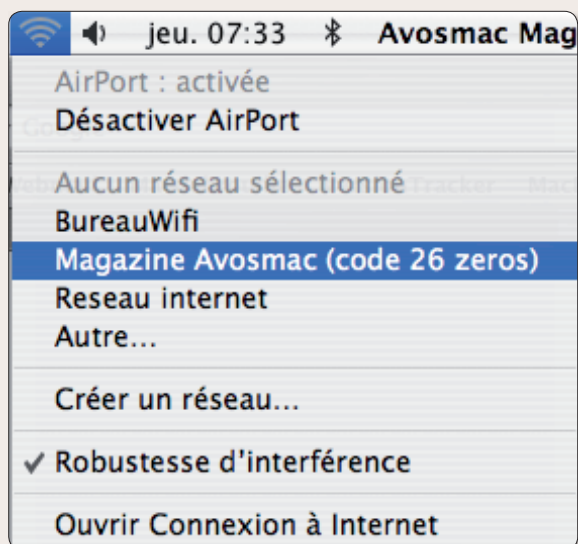 jeu. 07:33 Avosmac Mag
AirPort : activée
Désactiver AirPort
Aucun réseau sélectionné
BureauWifi
Magazine Avosmac (code 26 zeros)
Reseau internet
Autre...
Créer un réseau...
✓ Robustesse d'interférence
Ouvrir Connexion à Internet